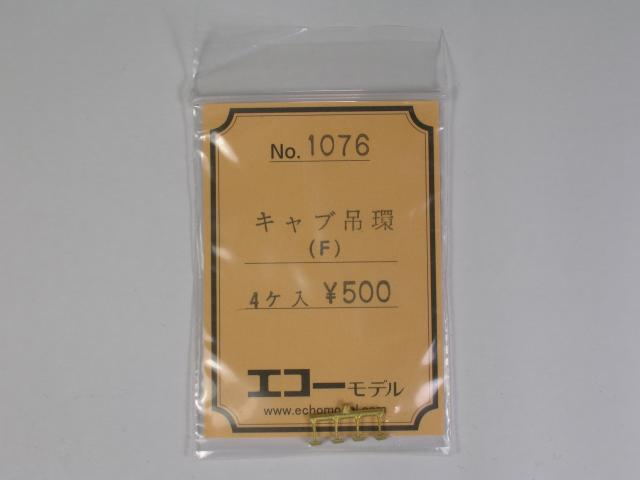 No. 1076
キャブ吊環
(F)
4ケ入 ¥500
エコーモデル